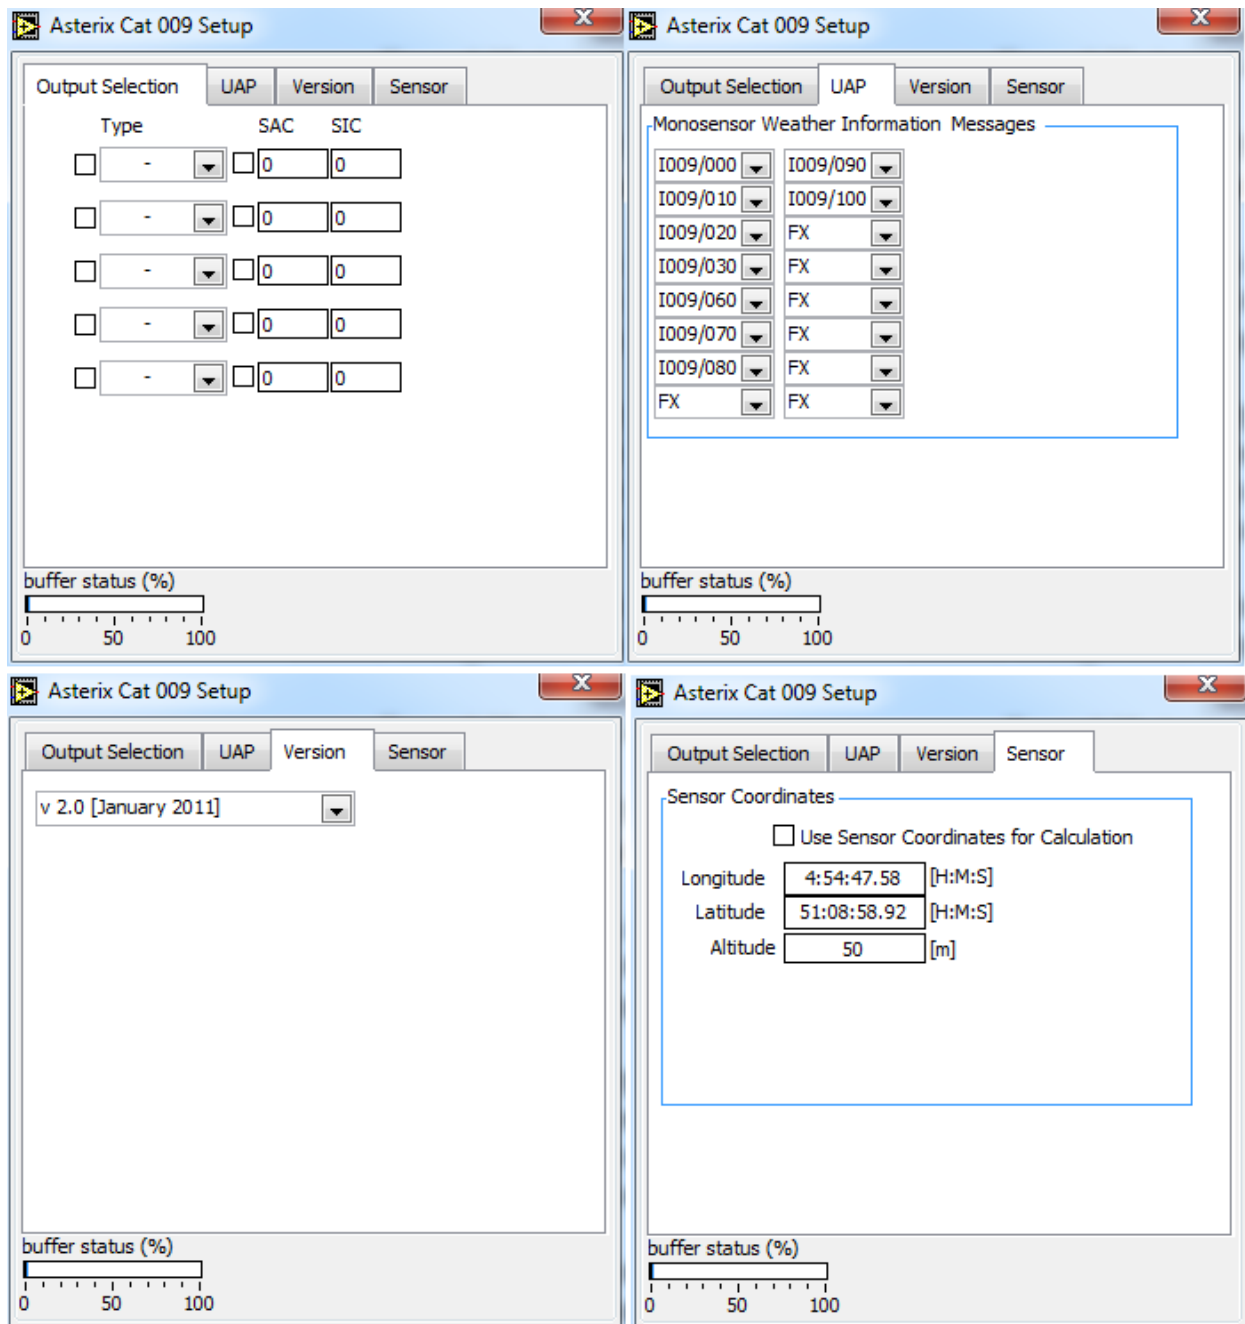 Asterix Cat 009 Setup
Output Selection UAP Version Sensor
Type SAC SIC
- 0 0
- 0 0
- 0 0
- 0 0
- 0 0
buffer status (%)
0 50 100
Asterix Cat 009 Setup
Output Selection UAP Version Sensor
Monosensor Weather Information Messages
I009/000 I009/090
I009/010 I009/100
I009/020 FX
I009/030 FX
I009/060 FX
I009/070 FX
I009/080 FX
FX FX
buffer status (%)
0 50 100
Asterix Cat 009 Setup
Output Selection UAP Version Sensor
v 2.0 [January 2011]
buffer status (%)
0 50 100
Asterix Cat 009 Setup
Output Selection UAP Version Sensor
Sensor Coordinates
Use Sensor Coordinates for Calculation
Longitude 4:54:47.58 [H:M:S]
Latitude 51:08:58.92 [H:M:S]
Altitude 50 [m]
buffer status (%)
0 50 100